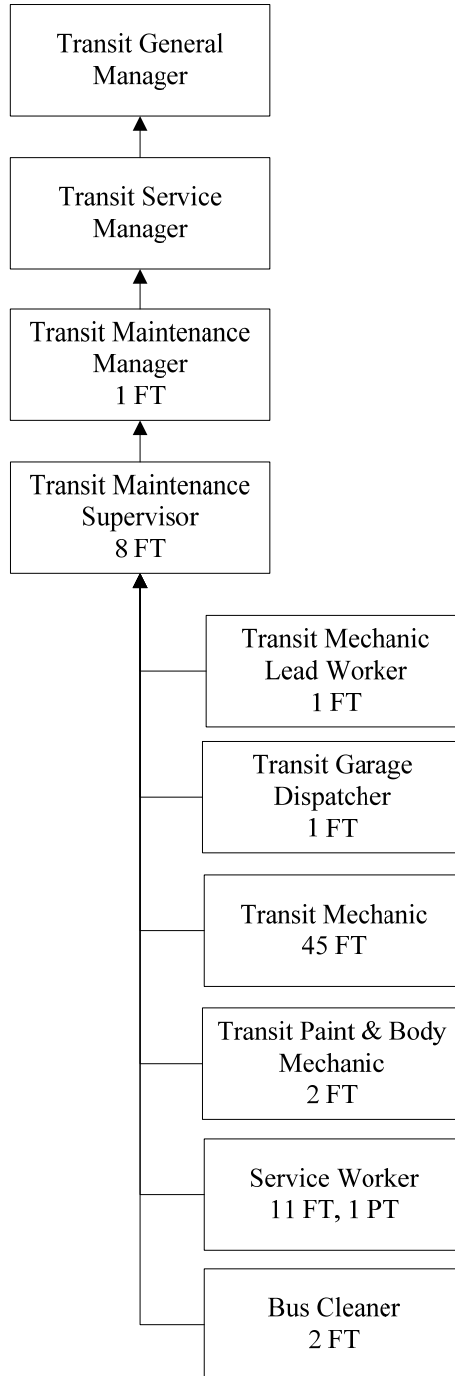 Transit General
Manager
Transit Service
Manager
Transit Maintenance
Manager
1 FT
Transit Maintenance
Supervisor
8 FT
Transit Mechanic
Lead Worker
1 FT
Transit Garage
Dispatcher
1 FT
Transit Mechanic
45 FT
Transit Paint & Body
Mechanic
2 FT
Service Worker
11 FT, 1 PT
Bus Cleaner
2 FT